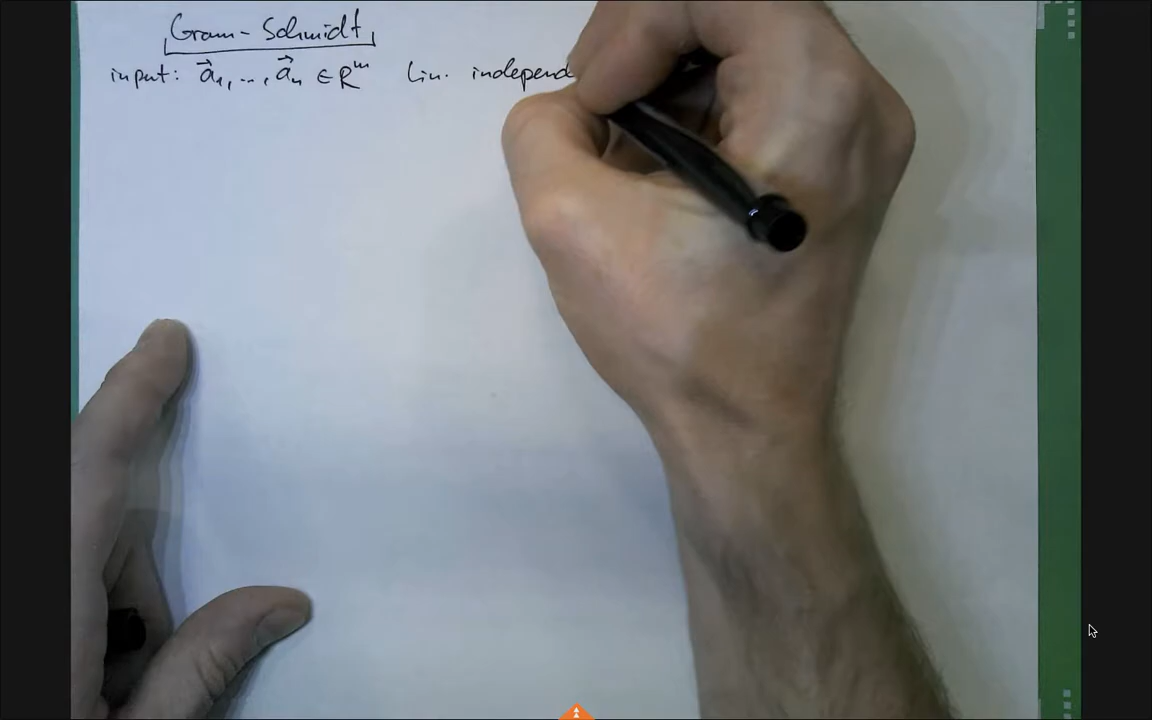 Gram-Schmidt
input: a⃗₁, ..., a⃗ₙ ∈ ℝᵐ lin. independ